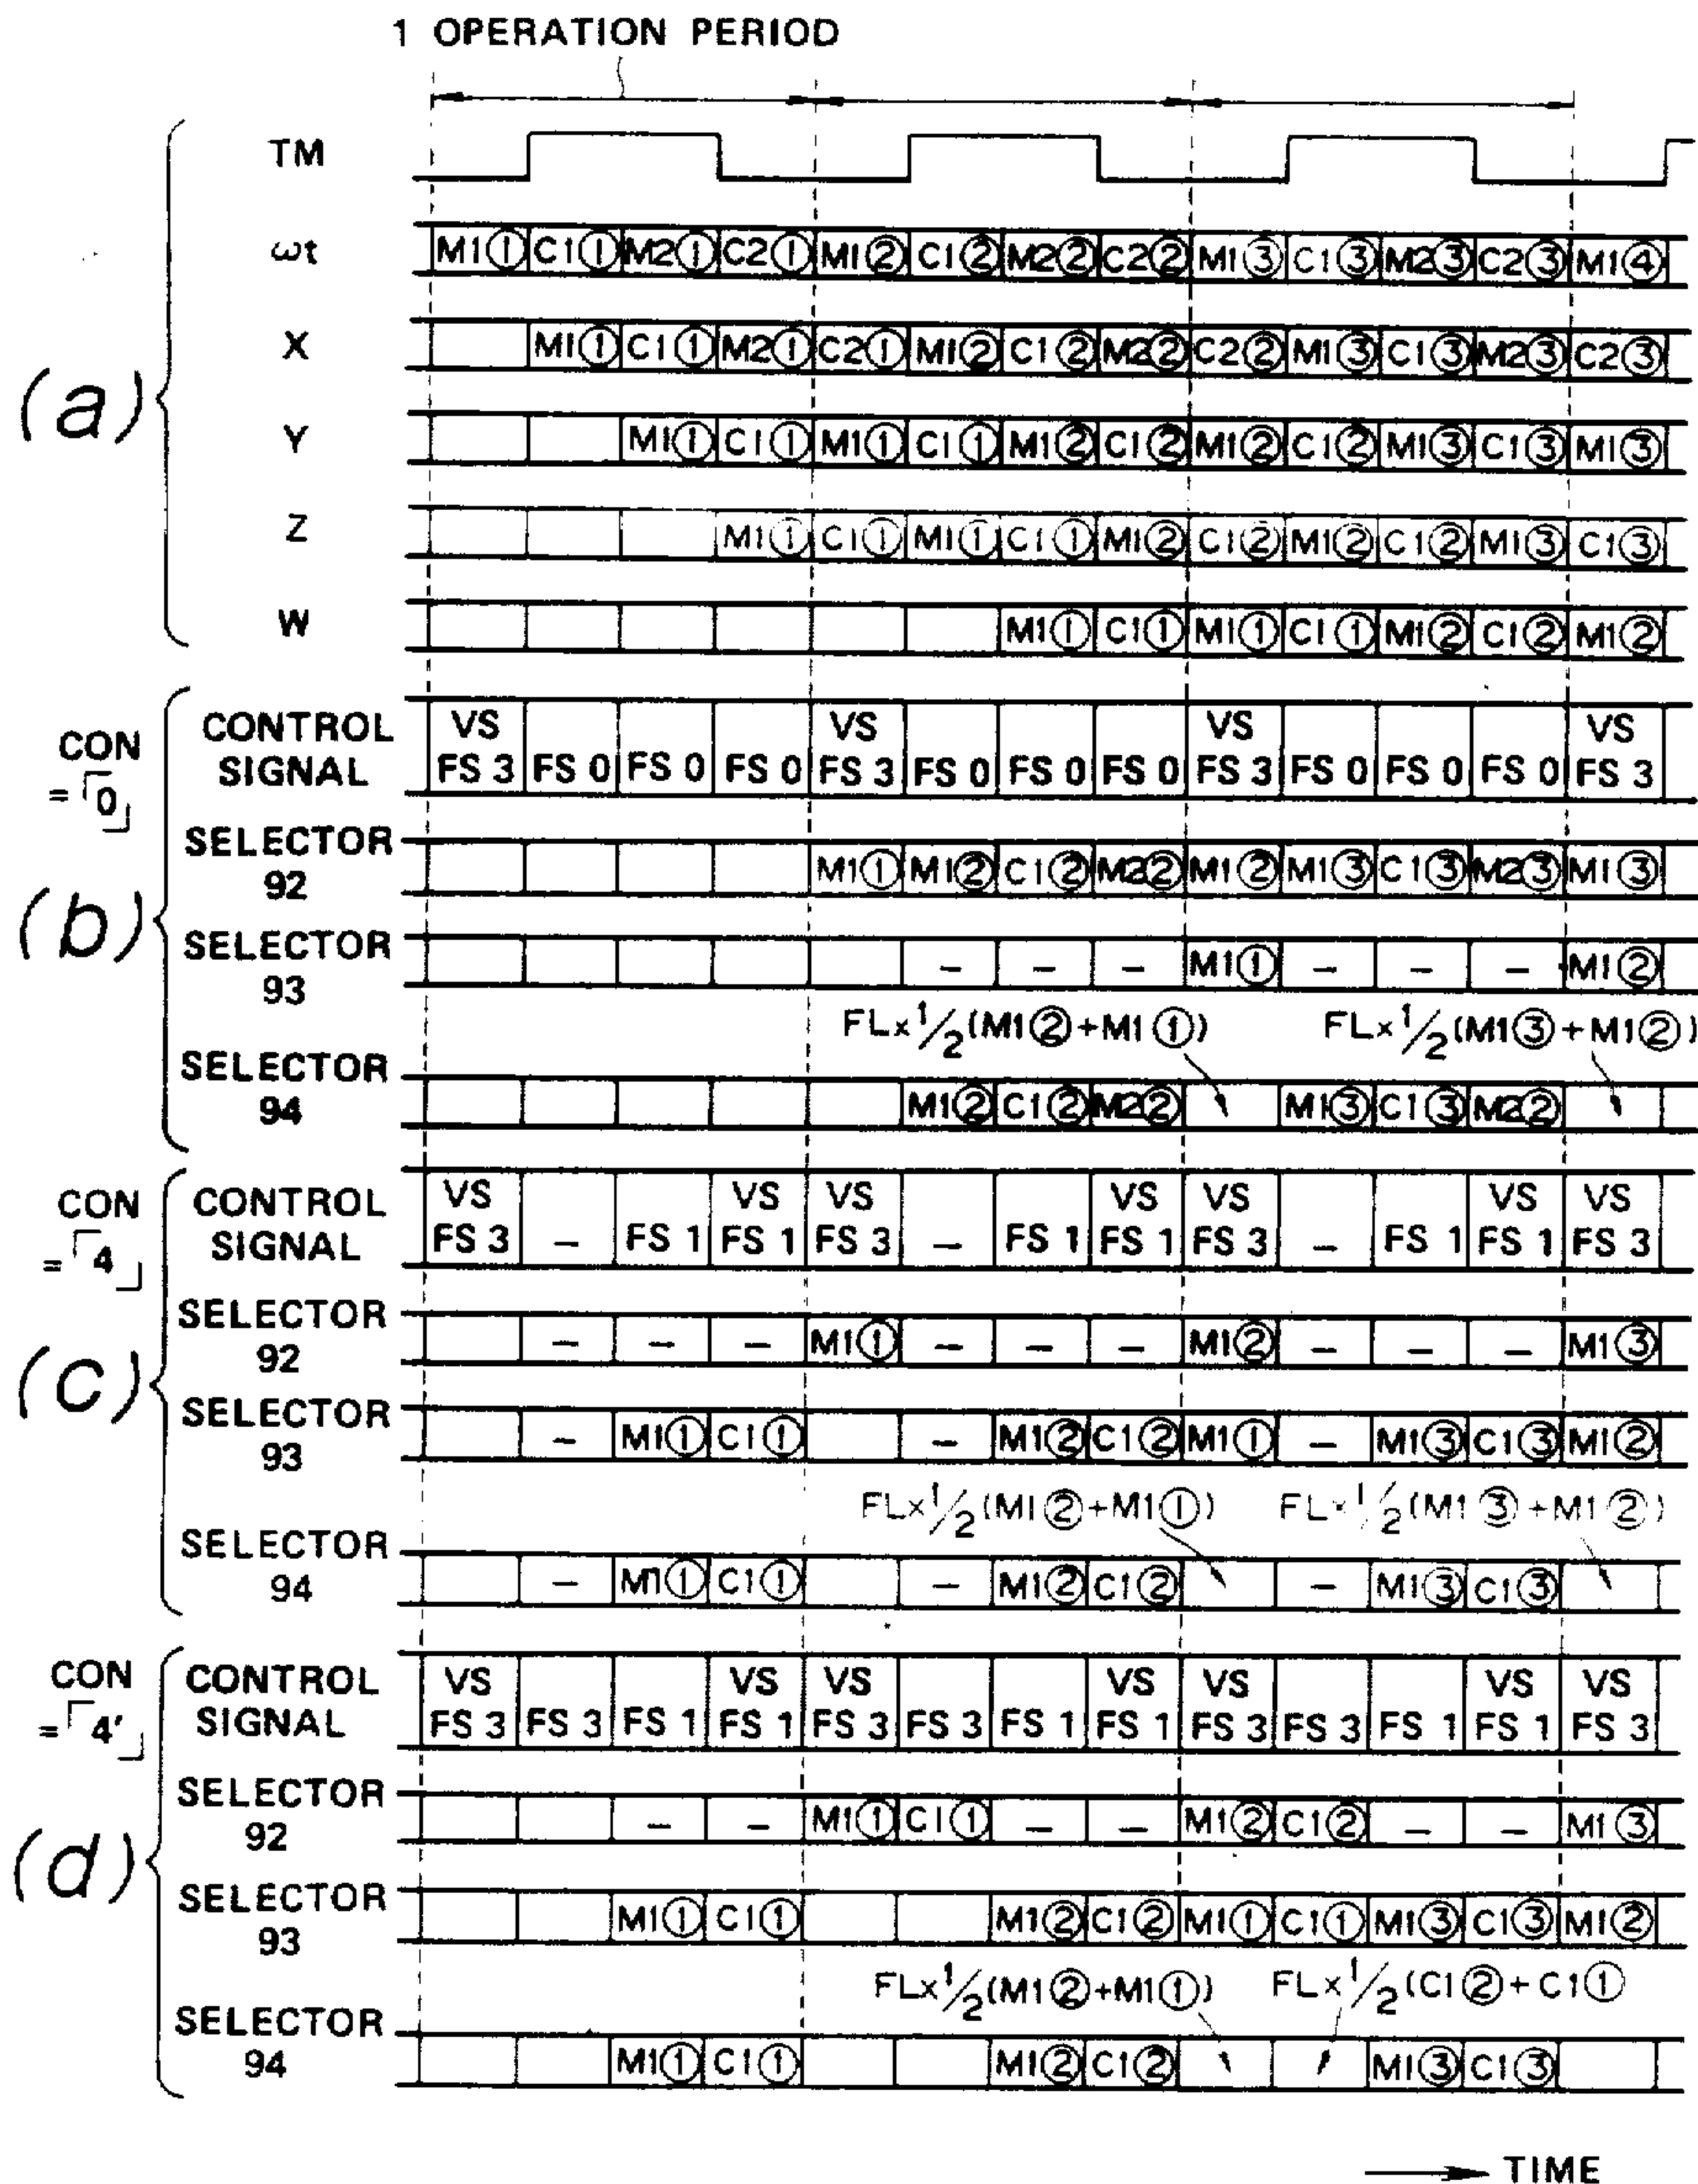 1 OPERATION PERIOD
(a)
TM
ωt M1① C1① M2① C2① M1② C1② M2② C2② M1③ C1③ M2③ C2③ M1④
X M1① C1① M2① C2① M1② C1② M2② C2② M1③ C1③ M2③ C2③
Y M1① C1① M1① C1① M1② C1② M1② C1② M1③ C1③ M1③
Z M1① C1① M1① C1① M1② C1② M1② C1② M1③ C1③
W M1① C1① M1① C1① M1② C1② M1②
(b)
CON
=「0」
CONTROL VS VS VS VS
SIGNAL FS 3 FS 0 FS 0 FS 0 FS 3 FS 0 FS 0 FS 0 FS 3 FS 0 FS 0 FS 0 FS 3
SELECTOR
92 M1① M1② C1② M2② M1② M1③ C1③ M2③ M1③
SELECTOR
93 – – – M1① – – – M1②
FL×1/2(M1②+M1①) FL×1/2(M1③+M1②)
SELECTOR
94 M1② C1② M2② M1③ C1③ M2②
(c)
CON
=「4」
CONTROL VS VS VS VS VS VS VS
SIGNAL FS 3 – FS 1 FS 1 FS 3 – FS 1 FS 1 FS 3 – FS 1 FS 1 FS 3
SELECTOR
92 – – – M1① – – – M1② – – – M1③
SELECTOR
93 – M1① C1① – M1② C1② M1① – M1③ C1③ M1②
FL×1/2(M1②+M1①) FL×1/2(M1③+M1②)
SELECTOR
94 – M1① C1① – M1② C1② – M1③ C1③
(d)
CON
=「4'」
CONTROL VS VS VS VS VS VS VS
SIGNAL FS 3 FS 3 FS 1 FS 1 FS 3 FS 3 FS 1 FS 1 FS 3 FS 3 FS 1 FS 1 FS 3
SELECTOR
92 – – M1① C1① – – M1② C1② – – M1③
SELECTOR
93 M1① C1① M1② C1② M1① C1① M1③ C1③ M1②
FL×1/2(M1②+M1①) FL×1/2(C1②+C1①
SELECTOR
94 M1① C1① M1② C1② M1③ C1③
TIME